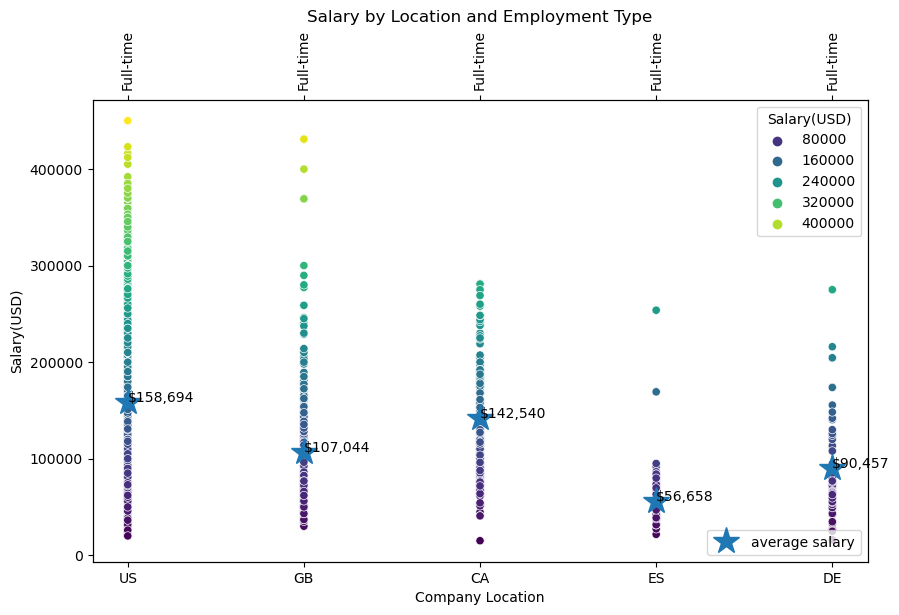 Salary by Location and Employment Type
Full-time
Full-time
Full-time
Full-time
Full-time
Salary(USD)
80000
160000
240000
320000
400000
400000
300000
200000
100000
0
Salary(USD)
$158,694
$107,044
$142,540
$56,658
$90,457
average salary
US
GB
CA
ES
DE
Company Location